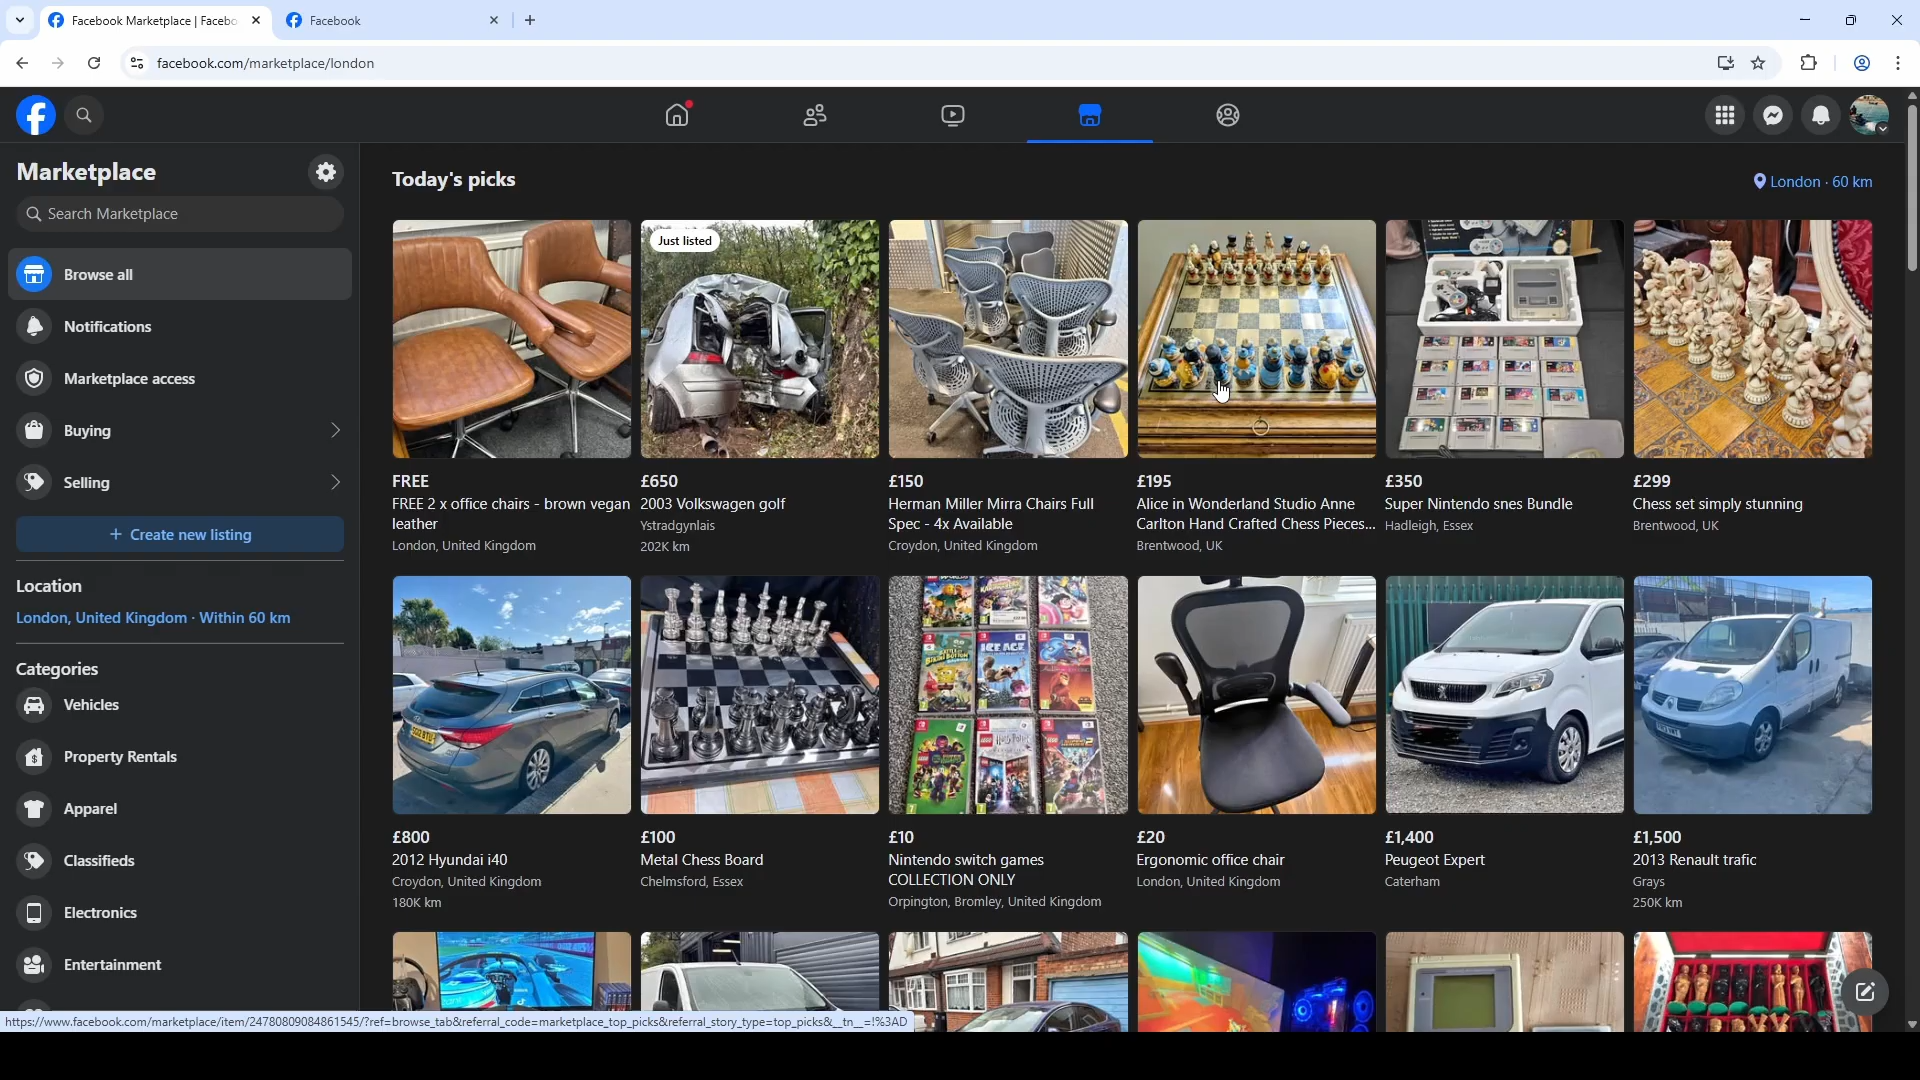 Facebook Marketplace | Facebo
Facebook
facebook.com/marketplace/london
Marketplace
Search Marketplace
Browse all
Notifications
Marketplace access
Buying
Selling
+ Create new listing
Location
London, United Kingdom · Within 60 km
Categories
Vehicles
Property Rentals
Apparel
Classifieds
Electronics
Entertainment
Today's picks
London · 60 km
FREE
FREE 2 x office chairs - brown vegan
leather
London, United Kingdom
Just listed
£650
2003 Volkswagen golf
Ystradgynlais
202K km
£150
Herman Miller Mirra Chairs Full
Spec - 4x Available
Croydon, United Kingdom
£195
Alice in Wonderland Studio Anne
Carlton Hand Crafted Chess Pieces...
Brentwood, UK
£350
Super Nintendo snes Bundle
Hadleigh, Essex
£299
Chess set simply stunning
Brentwood, UK
£800
2012 Hyundai i40
Croydon, United Kingdom
180K km
£100
Metal Chess Board
Chelmsford, Essex
ICE AGE
£10
Nintendo switch games
COLLECTION ONLY
Orpington, Bromley, United Kingdom
£20
Ergonomic office chair
London, United Kingdom
£1,400
Peugeot Expert
Caterham
£1,500
2013 Renault trafic
Grays
250K km
https://www.facebook.com/marketplace/item/24780809084861545/?ref=browse_tab&referral_code=marketplace_top_picks&referral_story_type=top_picks&__tn__=!%3AD